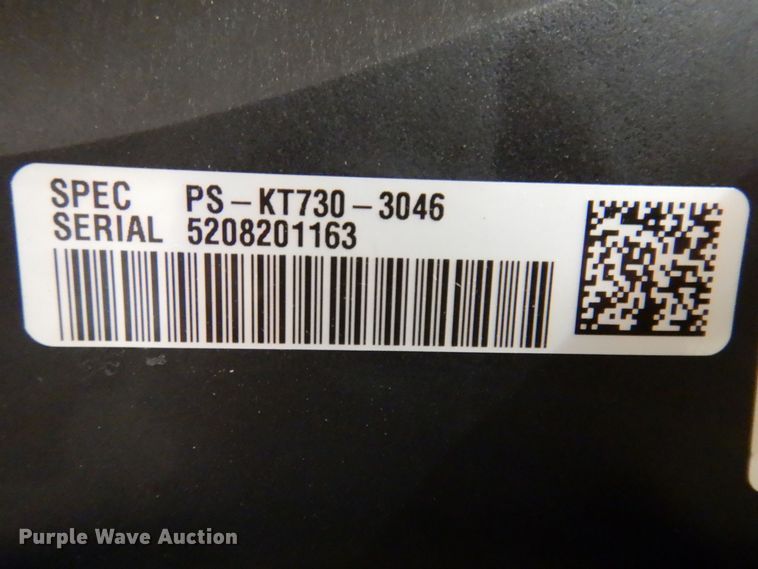 SPEC PS-KT730-3046
SERIAL 5208201163
Purple Wave Auction